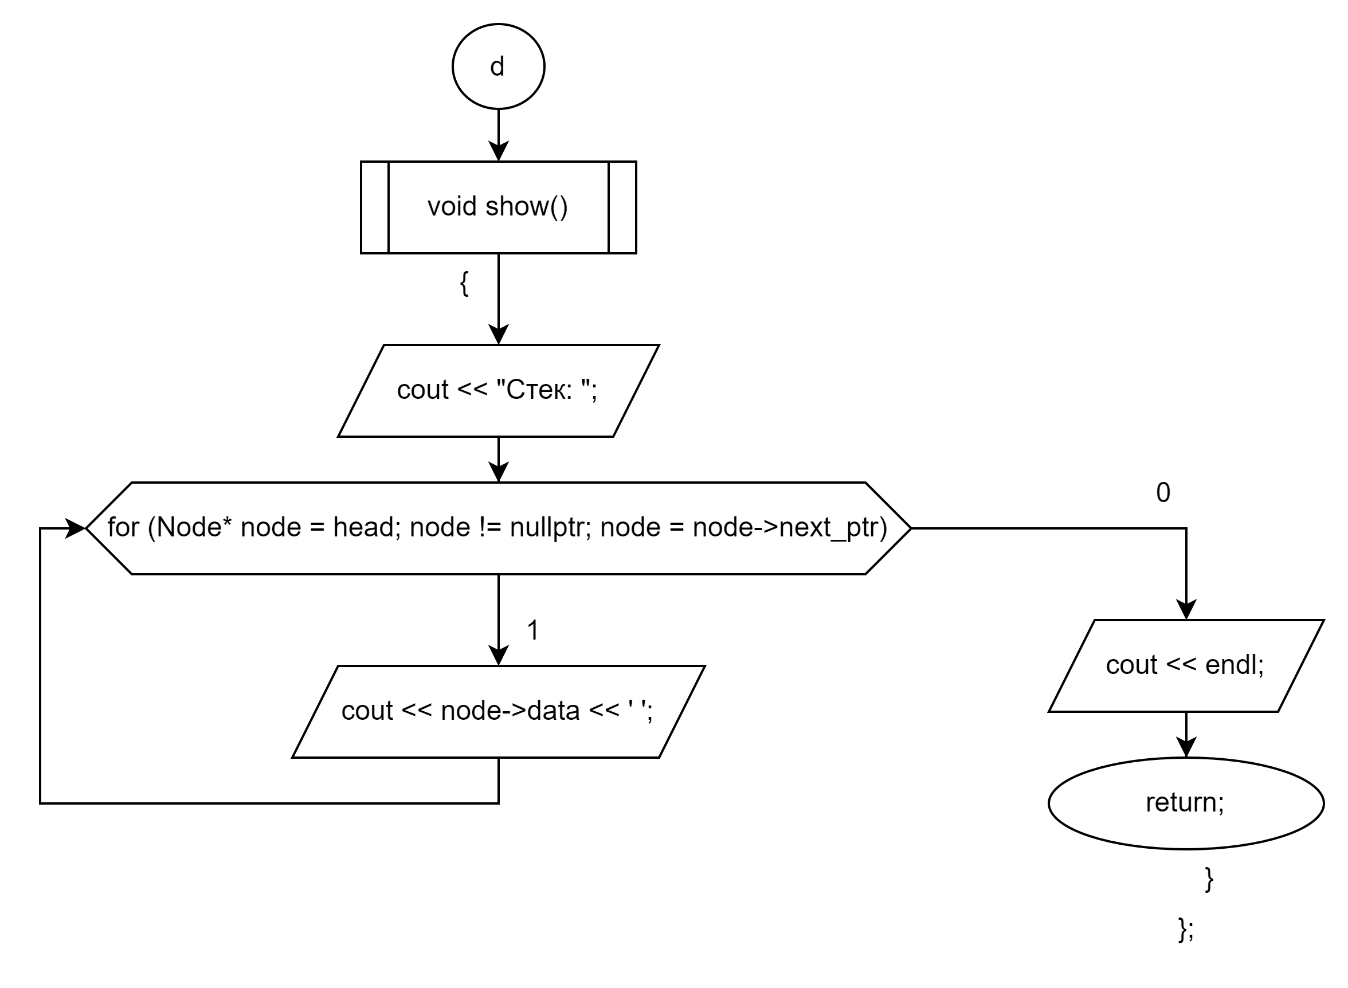 d
void show()
{
cout << "Стек: ";
for (Node* node = head; node != nullptr; node = node->next_ptr)
0
1
cout << node->data << ' ';
cout << endl;
return;
}
};